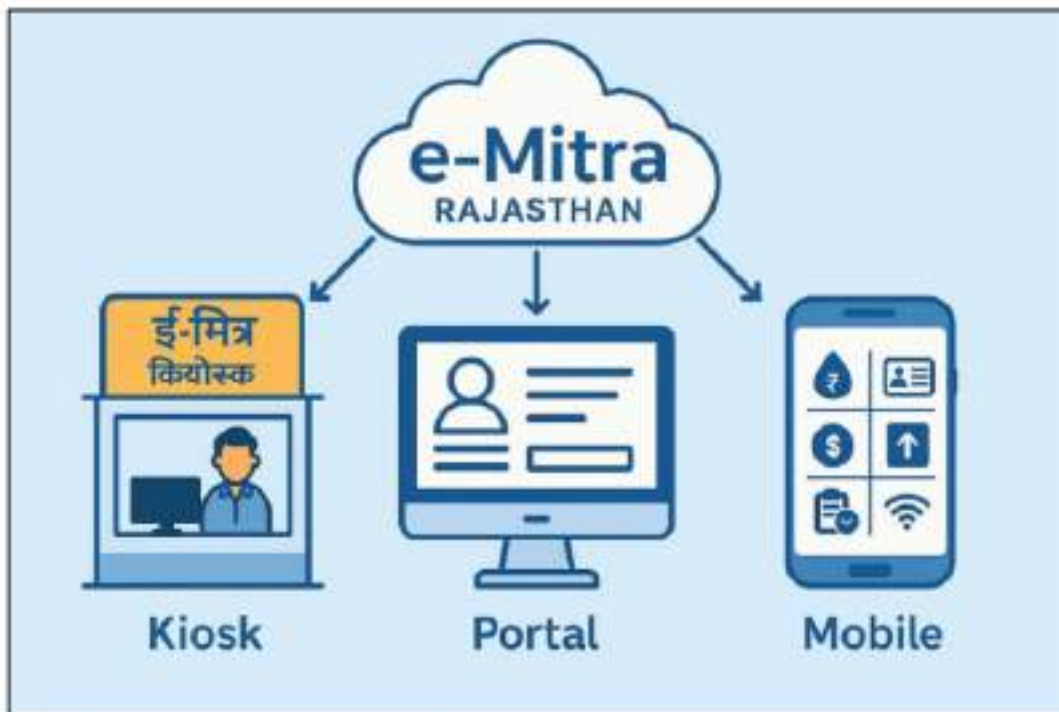 e-Mitra
RAJASTHAN
ई-मित्र
कियोस्क
₹
$
Kiosk
Portal
Mobile